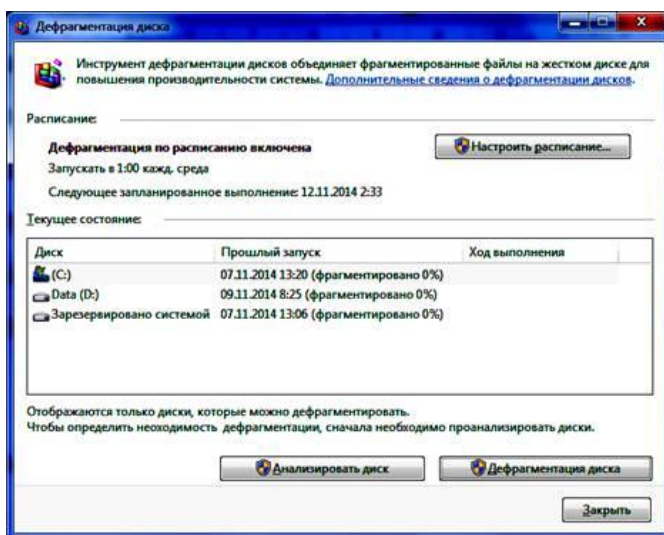 Дефрагментация диска
Инструмент дефрагментации дисков объединяет фрагментированные файлы на жестком диске для
повышения производительности системы. Дополнительные сведения о дефрагментации дисков.
Расписание:
Дефрагментация по расписанию включена
Настроить расписание...
Запускать в 1:00 кажд. среда
Следующее запланированное выполнение: 12.11.2014 2:33
Текущее состояние:
Диск Прошлый запуск Ход выполнения
(C:) 07.11.2014 13:20 (фрагментировано 0%)
Data (D:) 09.11.2014 8:25 (фрагментировано 0%)
Зарезервировано системой 07.11.2014 13:06 (фрагментировано 0%)
Отображаются только диски, которые можно дефрагментировать.
Чтобы определить неоходимость дефрагментации, сначала необходимо проанализировать диски.
Анализировать диск Дефрагментация диска
Закрыть